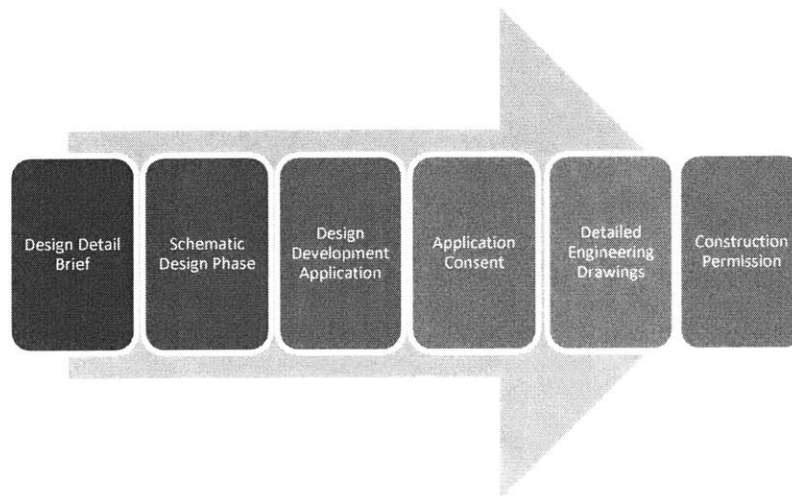 Design Detail
Brief
Schematic
Design Phase
Design
Development
Application
Application
Consent
Detailed
Engineering
Drawings
Construction
Permission